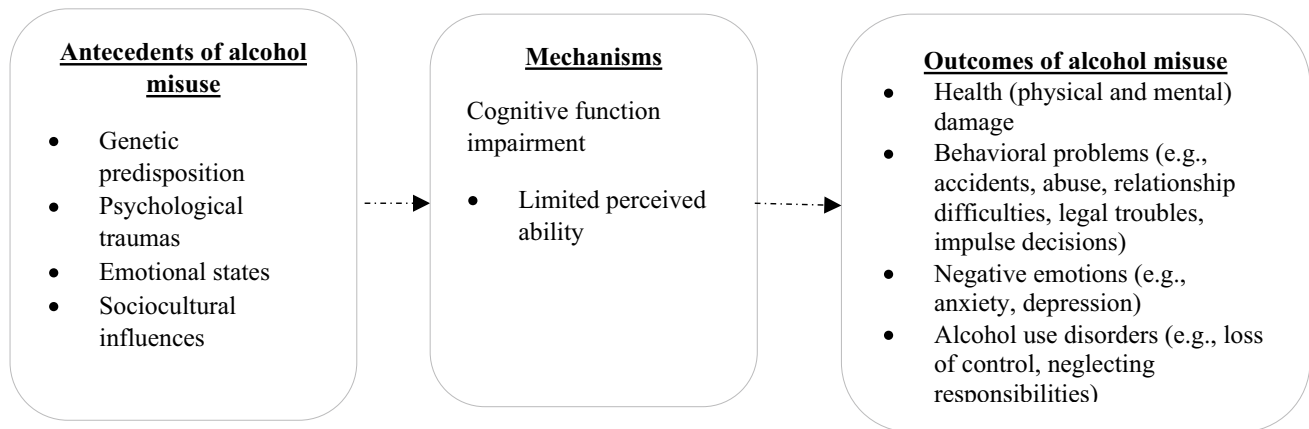 Antecedents of alcohol
misuse
• Genetic
predisposition
• Psychological
traumas
• Emotional states
• Sociocultural
influences
Mechanisms
Cognitive function
impairment
• Limited perceived
ability
Outcomes of alcohol misuse
• Health (physical and mental)
damage
• Behavioral problems (e.g.,
accidents, abuse, relationship
difficulties, legal troubles,
impulse decisions)
• Negative emotions (e.g.,
anxiety, depression)
• Alcohol use disorders (e.g., loss
of control, neglecting
responsibilities)